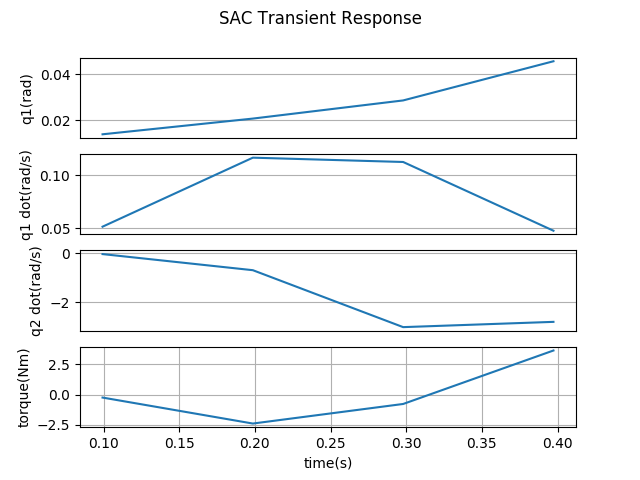 SAC Transient Response
0.04
0.02
q1(rad)
0.10
0.05
q1 dot(rad/s)
0
−2
q2 dot(rad/s)
2.5
0.0
−2.5
torque(Nm)
0.10 0.15 0.20 0.25 0.30 0.35 0.40
time(s)